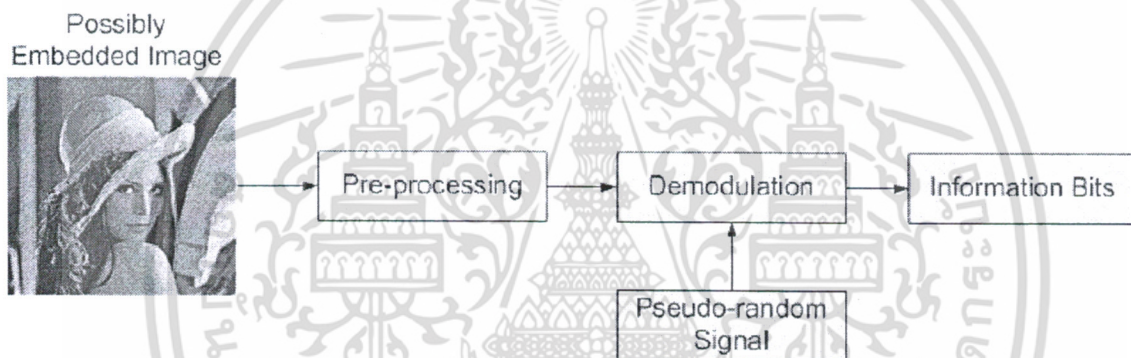 Possibly
Embedded Image
Pre-processing
Demodulation
Information Bits
Pseudo-random
Signal